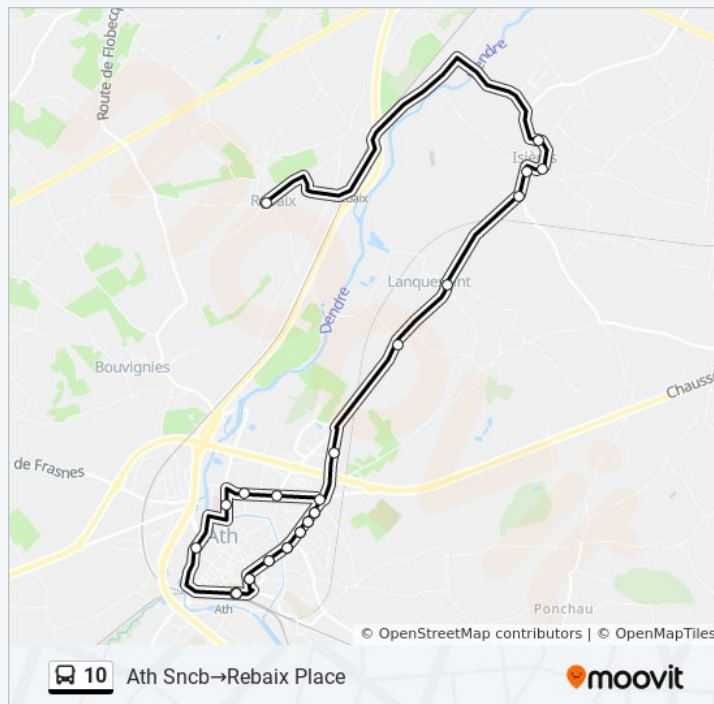 Route de Flobecq
Dendre
Isières
Rebaix
Rebaix
Lanquesaint
Dendre
Bouvignies
Chauss
de Frasnes
Ath
Ath
Ponchau
© OpenStreetMap contributors | © OpenMapTiles
10 Ath Sncb→Rebaix Place
moovit